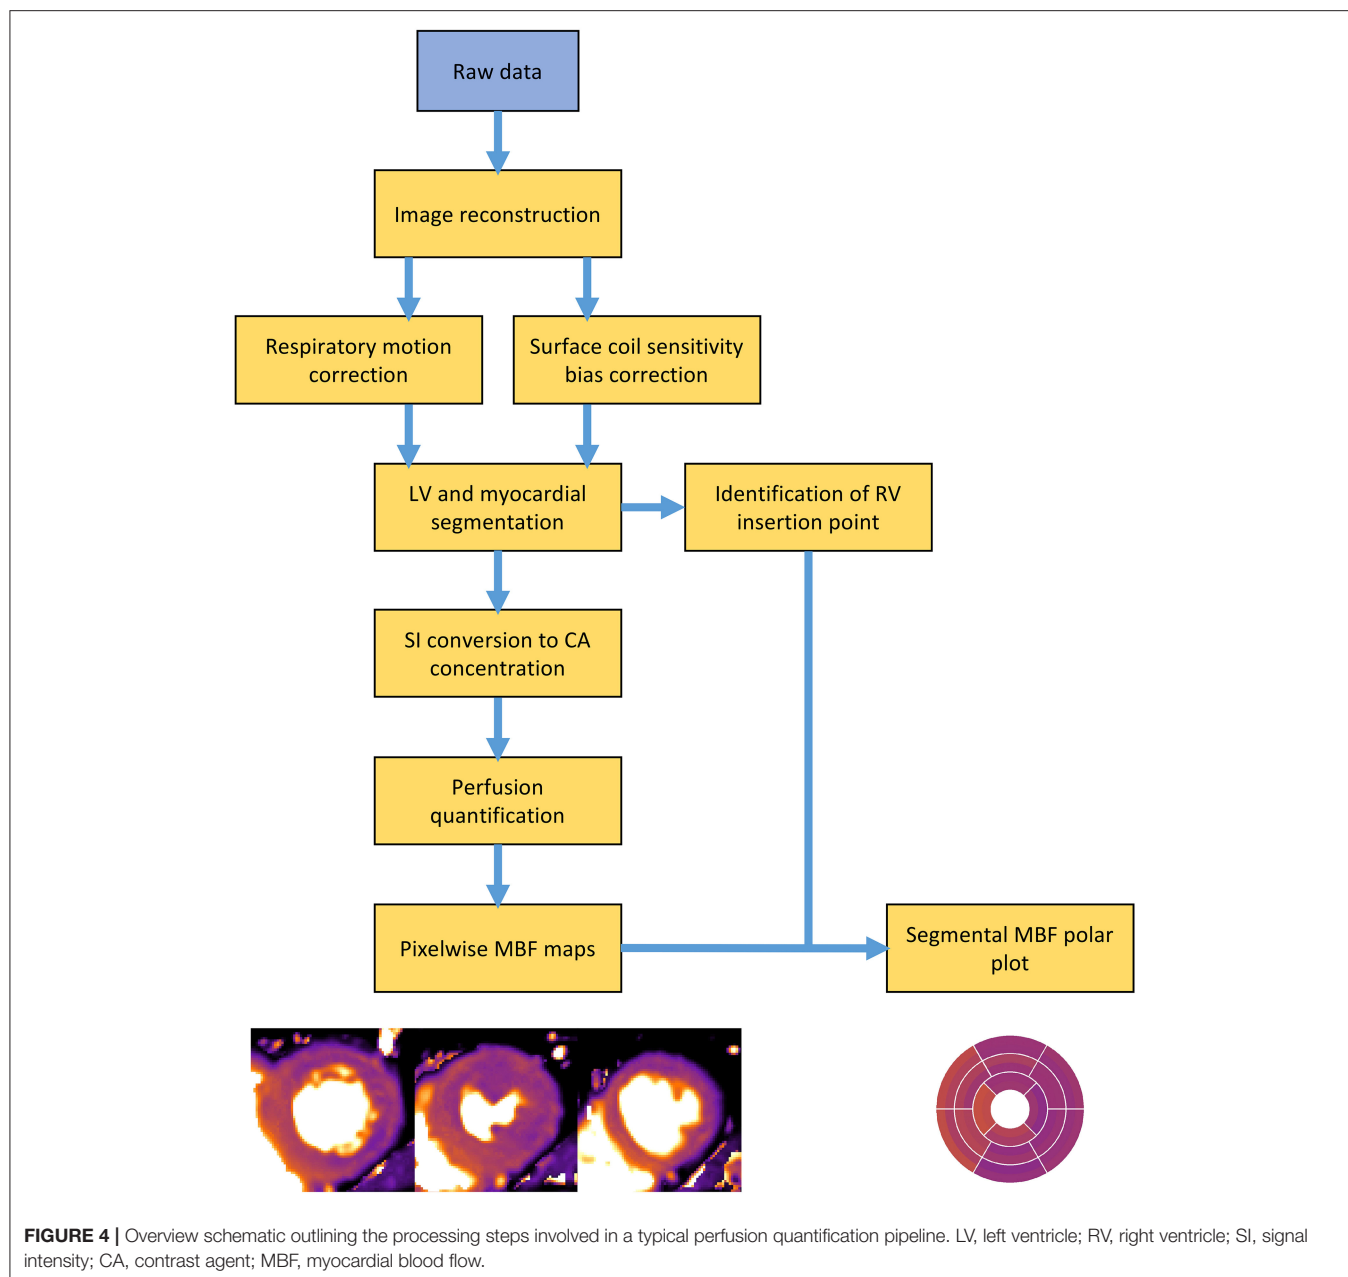 Raw data
Image reconstruction
Respiratory motion
correction
Surface coil sensitivity
bias correction
LV and myocardial
segmentation
Identification of RV
insertion point
SI conversion to CA
concentration
Perfusion
quantification
Pixelwise MBF maps
Segmental MBF polar
plot
FIGURE 4 | Overview schematic outlining the processing steps involved in a typical perfusion quantification pipeline. LV, left ventricle; RV, right ventricle; SI, signal
intensity; CA, contrast agent; MBF, myocardial blood flow.